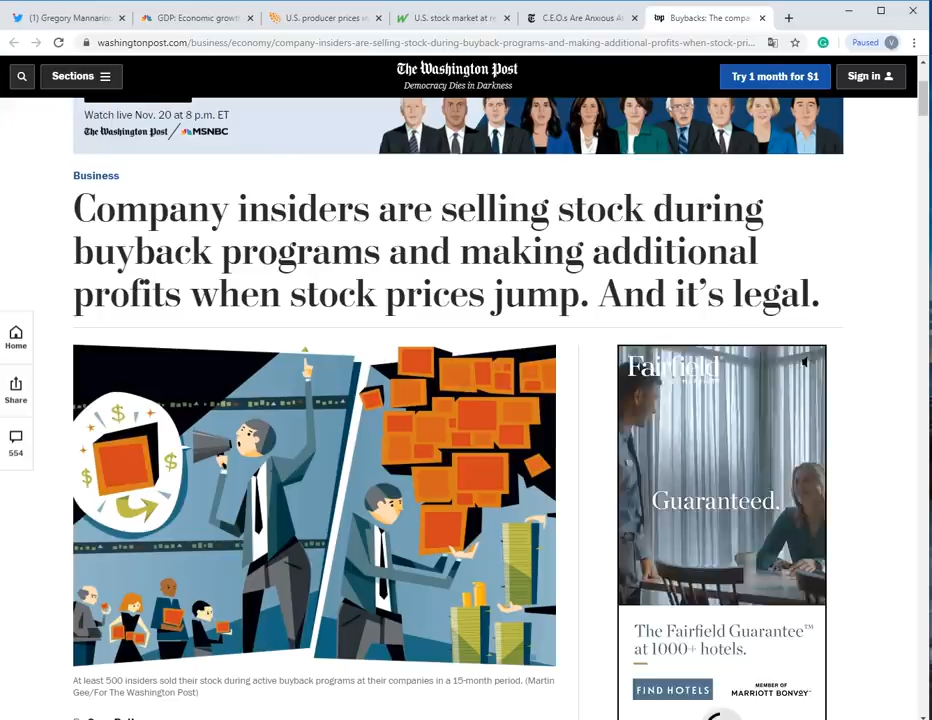 (1) Gregory Mannarino
GDP: Economic growt
U.S. producer prices in
U.S. stock market at re
C.E.O.s Are Anxious A
Buybacks: The compa
washingtonpost.com/business/economy/company-insiders-are-selling-stock-during-buyback-programs-and-making-additional-profits-when-stock-pri...
Paused
V
Sections
The Washington Post
Democracy Dies in Darkness
Try 1 month for $1
Sign in
Watch live Nov. 20 at 8 p.m. ET
The Washington Post / MSNBC
Business
Company insiders are selling stock during
buyback programs and making additional
profits when stock prices jump. And it's legal.
Home
Share
554
$
$
$
Fairfield
Guaranteed.
The Fairfield Guarantee™
at 1000+ hotels.
FIND HOTELS
MEMBER OF
MARRIOTT BONVOY™
At least 500 insiders sold their stock during active buyback programs at their companies in a 15-month period. (Martin
Gee/For The Washington Post)